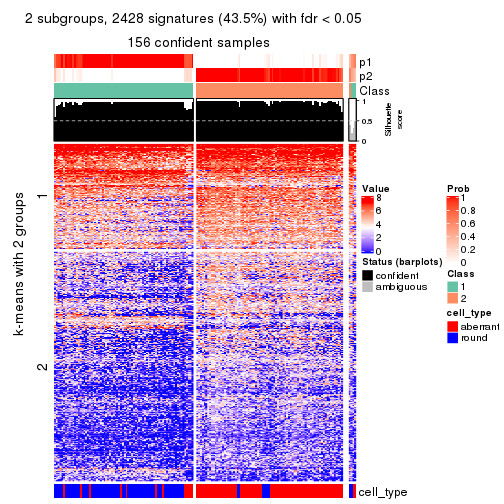 2 subgroups, 2428 signatures (43.5%) with fdr < 0.05
156 confident samples
p1
p2
Class
1
0.5
0
Silhouette
score
k-means with 2 groups
1
2
Value
8
6
4
2
0
Status (barplots)
confident
ambiguous
Prob
1
0.8
0.6
0.4
0.2
0
Class
1
2
cell_type
aberrant
round
cell_type